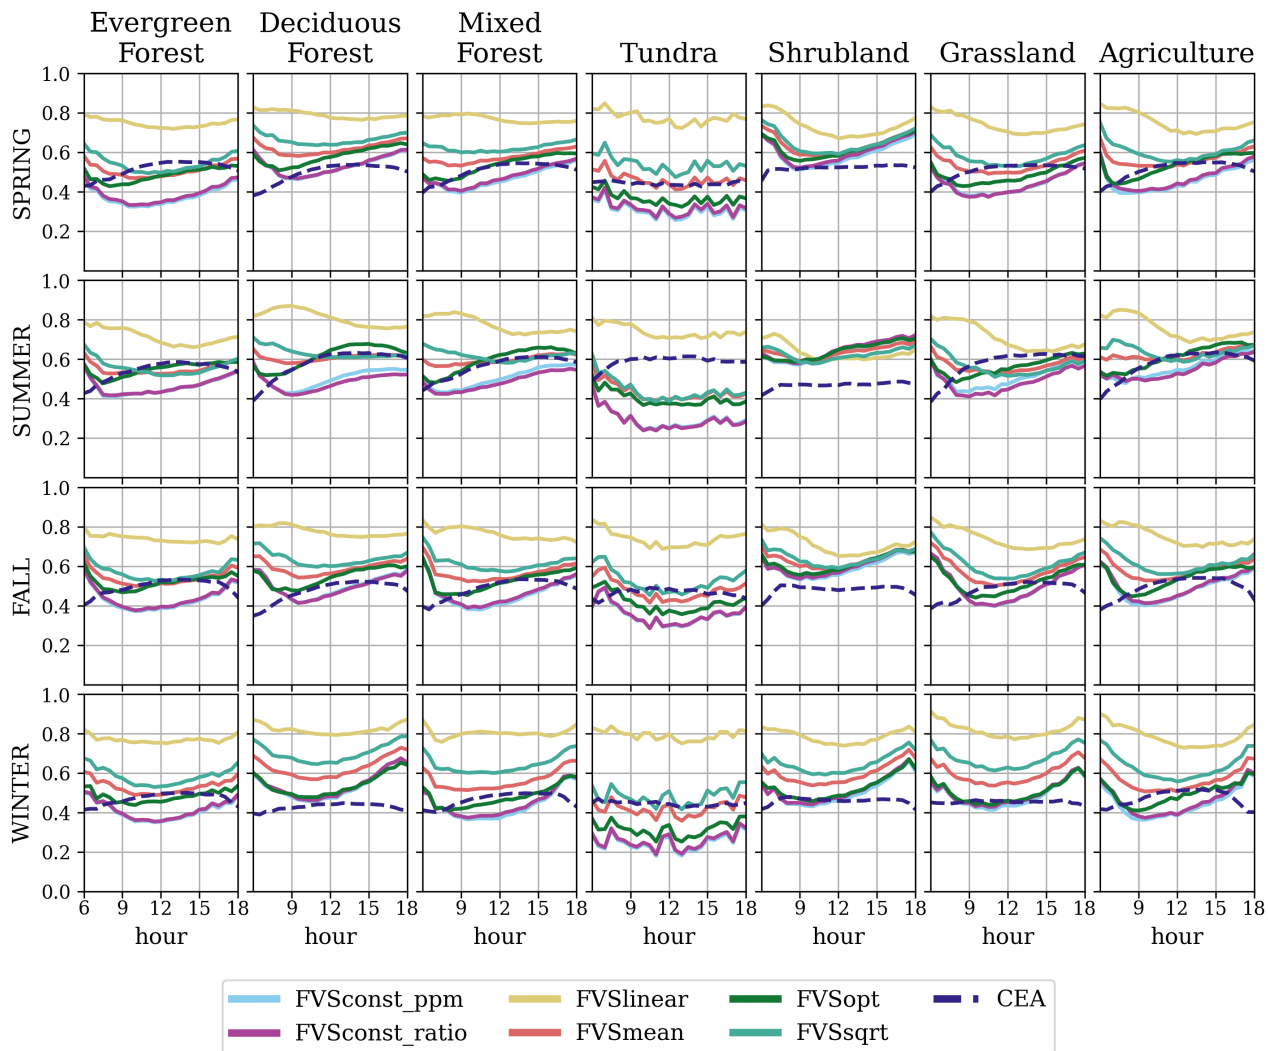 Evergreen Forest
Deciduous Forest
Mixed Forest
Tundra
Shrubland
Grassland
Agriculture
SPRING
1.0
0.8
0.6
0.4
0.2
SUMMER
1.0
0.8
0.6
0.4
0.2
FALL
1.0
0.8
0.6
0.4
0.2
WINTER
1.0
0.8
0.6
0.4
0.2
0.0
6 9 12 15 18
9 12 15 18
9 12 15 18
9 12 15 18
9 12 15 18
9 12 15 18
9 12 15 18
hour hour hour hour hour hour hour
FVSconst_ppm FVSlinear FVSopt CEA
FVSconst_ratio FVSmean FVSsqrt